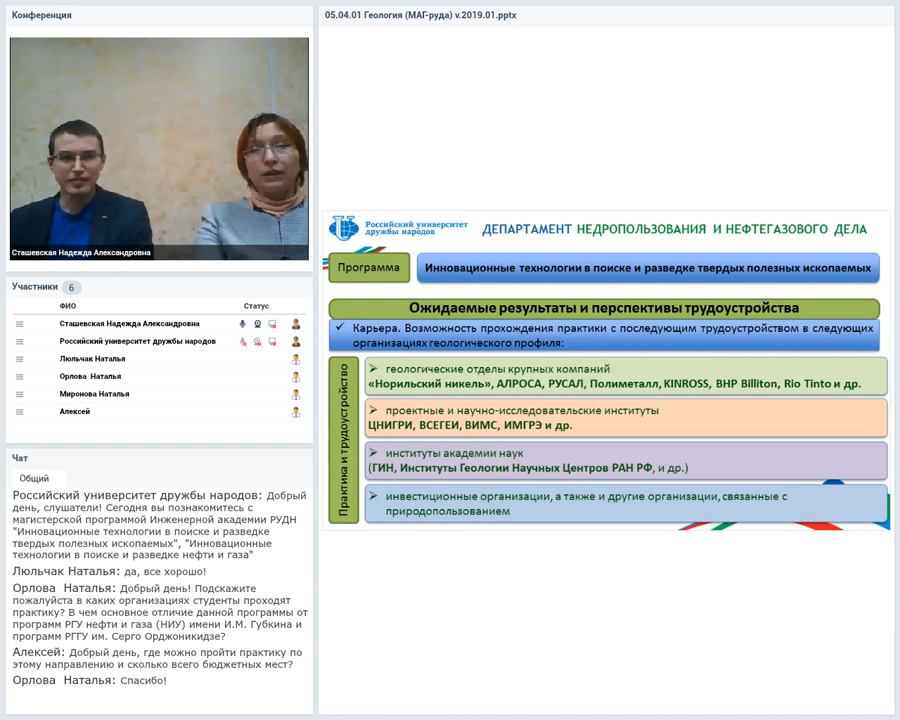 Конференция
Сташевская Надежда Александровна
Участники 6
ФИО Статус
Сташевская Надежда Александровна
Российский университет дружбы народов
Люльчак Наталья
Орлова Наталья
Миронова Наталья
Алексей
Чат
Общий
Российский университет дружбы народов: Добрый
день, слушатели! Сегодня вы познакомитесь с
магистерской программой Инженерной академии РУДН
"Инновационные технологии в поиске и разведке
твердых полезных ископаемых", "Инновационные
технологии в поиске и разведке нефти и газа"
Люльчак Наталья: да, все хорошо!
Орлова Наталья: Добрый день! Подскажите
пожалуйста в каких организациях студенты проходят
практику? В чем основное отличие данной программы от
программ РГУ нефти и газа (НИУ) имени И.М. Губкина и
программ РГГУ им. Серго Орджоникидзе?
Алексей: Добрый день, где можно пройти практику по
этому направлению и сколько всего бюджетных мест?
Орлова Наталья: Спасибо!
05.04.01 Геология (МАГ-руда) v.2019.01.pptx
Российский университет
дружбы народов
ДЕПАРТАМЕНТ НЕДРОПОЛЬЗОВАНИЯ И НЕФТЕГАЗОВОГО ДЕЛА
Программа
Инновационные технологии в поиске и разведке твердых полезных ископаемых
Ожидаемые результаты и перспективы трудоустройства
✓ Карьера. Возможность прохождения практики с последующим трудоустройством в следующих
организациях геологического профиля:
Практика и трудоустройство
➢ геологические отделы крупных компаний
«Норильский никель», АЛРОСА, РУСАЛ, Полиметалл, KINROSS, BHP Billiton, Rio Tinto и др.
➢ проектные и научно-исследовательские институты
ЦНИГРИ, ВСЕГЕИ, ВИМС, ИМГРЭ и др.
➢ институты академии наук
(ГИН, Институты Геологии Научных Центров РАН РФ, и др.)
➢ инвестиционные организации, а также и другие организации, связанные с
природопользованием